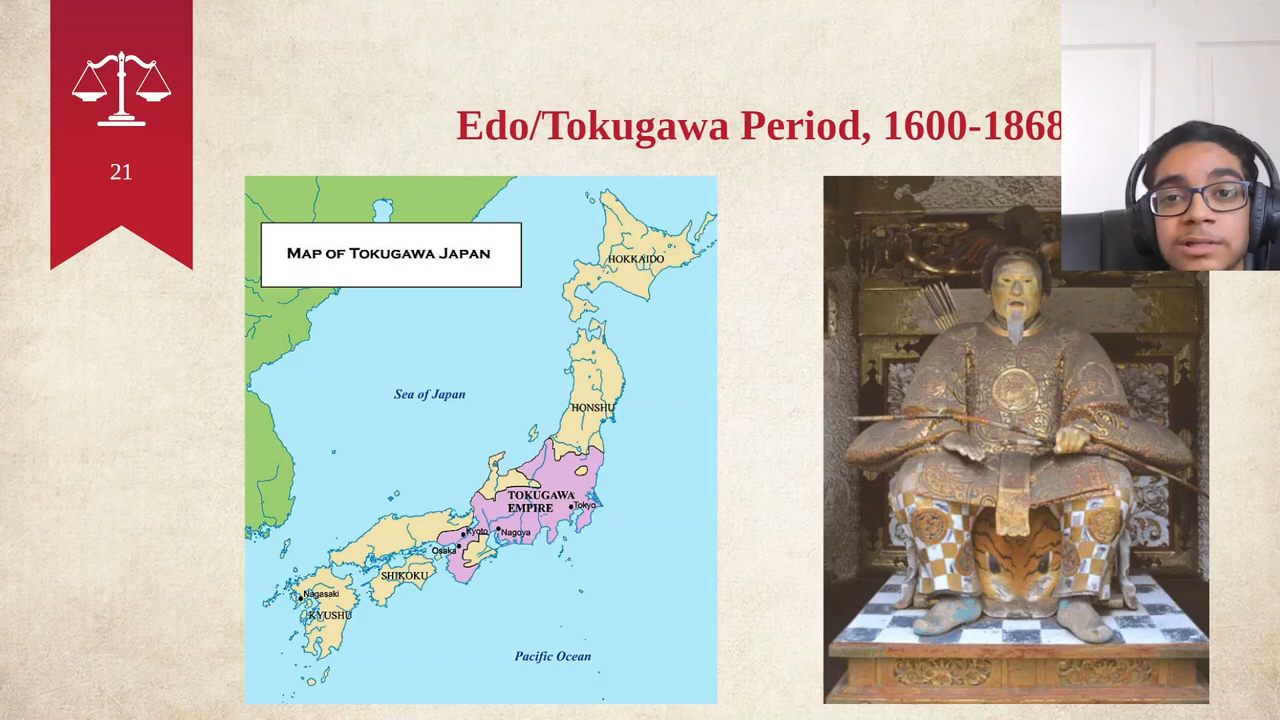 21
Edo/Tokugawa Period, 1600-1868
MAP OF TOKUGAWA JAPAN
HOKKAIDO
Sea of Japan
HONSHU
TOKUGAWA
EMPIRE
Tokyo
Kyoto
Nagoya
Osaka
SHIKOKU
Nagasaki
KYUSHU
Pacific Ocean